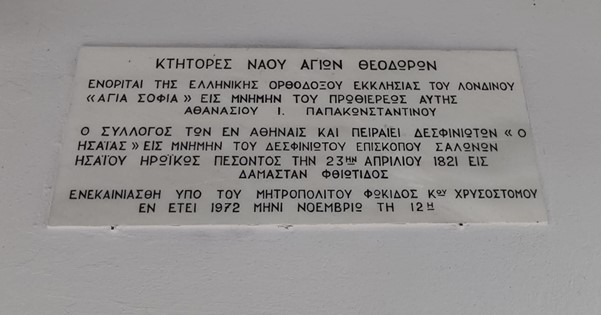 ΚΤΗΤΟΡΕΣ ΝΑΟΥ ΑΓΙΩΝ ΘΕΟΔΩΡΩΝ
ΕΝΟΡΙΤΑΙ ΤΗΣ ΕΛΛΗΝΙΚΗΣ ΟΡΘΟΔΟΞΟΥ ΕΚΚΛΗΣΙΑΣ ΤΟΥ ΛΟΝΔΙΝΟΥ
«ΑΓΙΑ ΣΟΦΙΑ» ΕΙΣ ΜΝΗΜΗΝ ΤΟΥ ΠΡΩΘΙΕΡΕΩΣ ΑΥΤΗΣ
ΑΘΑΝΑΣΙΟΥ Ι. ΠΑΠΑΚΩΝΣΤΑΝΤΙΝΟΥ
Ο ΣΥΛΛΟΓΟΣ ΤΩΝ ΕΝ ΑΘΗΝΑΙΣ ΚΑΙ ΠΕΙΡΑΙΕΙ ΔΕΣΦΙΝΙΩΤΩΝ «Ο
ΗΣΑΪΑΣ» ΕΙΣ ΜΝΗΜΗΝ ΤΟΥ ΔΕΣΦΙΝΙΩΤΟΥ ΕΠΙΣΚΟΠΟΥ ΣΑΛΩΝΩΝ
ΗΣΑΪΟΥ ΗΡΩΪΚΩΣ ΠΕΣΟΝΤΟΣ ΤΗΝ 23ΗΝ ΑΠΡΙΛΙΟΥ 1821 ΕΙΣ
ΔΑΜΑΣΤΑΝ ΦΘΙΩΤΙΔΟΣ
ΕΝΕΚΑΙΝΙΑΣΘΗ ΥΠΟ ΤΟΥ ΜΗΤΡΟΠΟΛΙΤΟΥ ΦΩΚΙΔΟΣ ΚΟΥ ΧΡΥΣΟΣΤΟΜΟΥ
ΕΝ ΕΤΕΙ 1972 ΜΗΝΙ ΝΟΕΜΒΡΙΩ ΤΗ 12Η